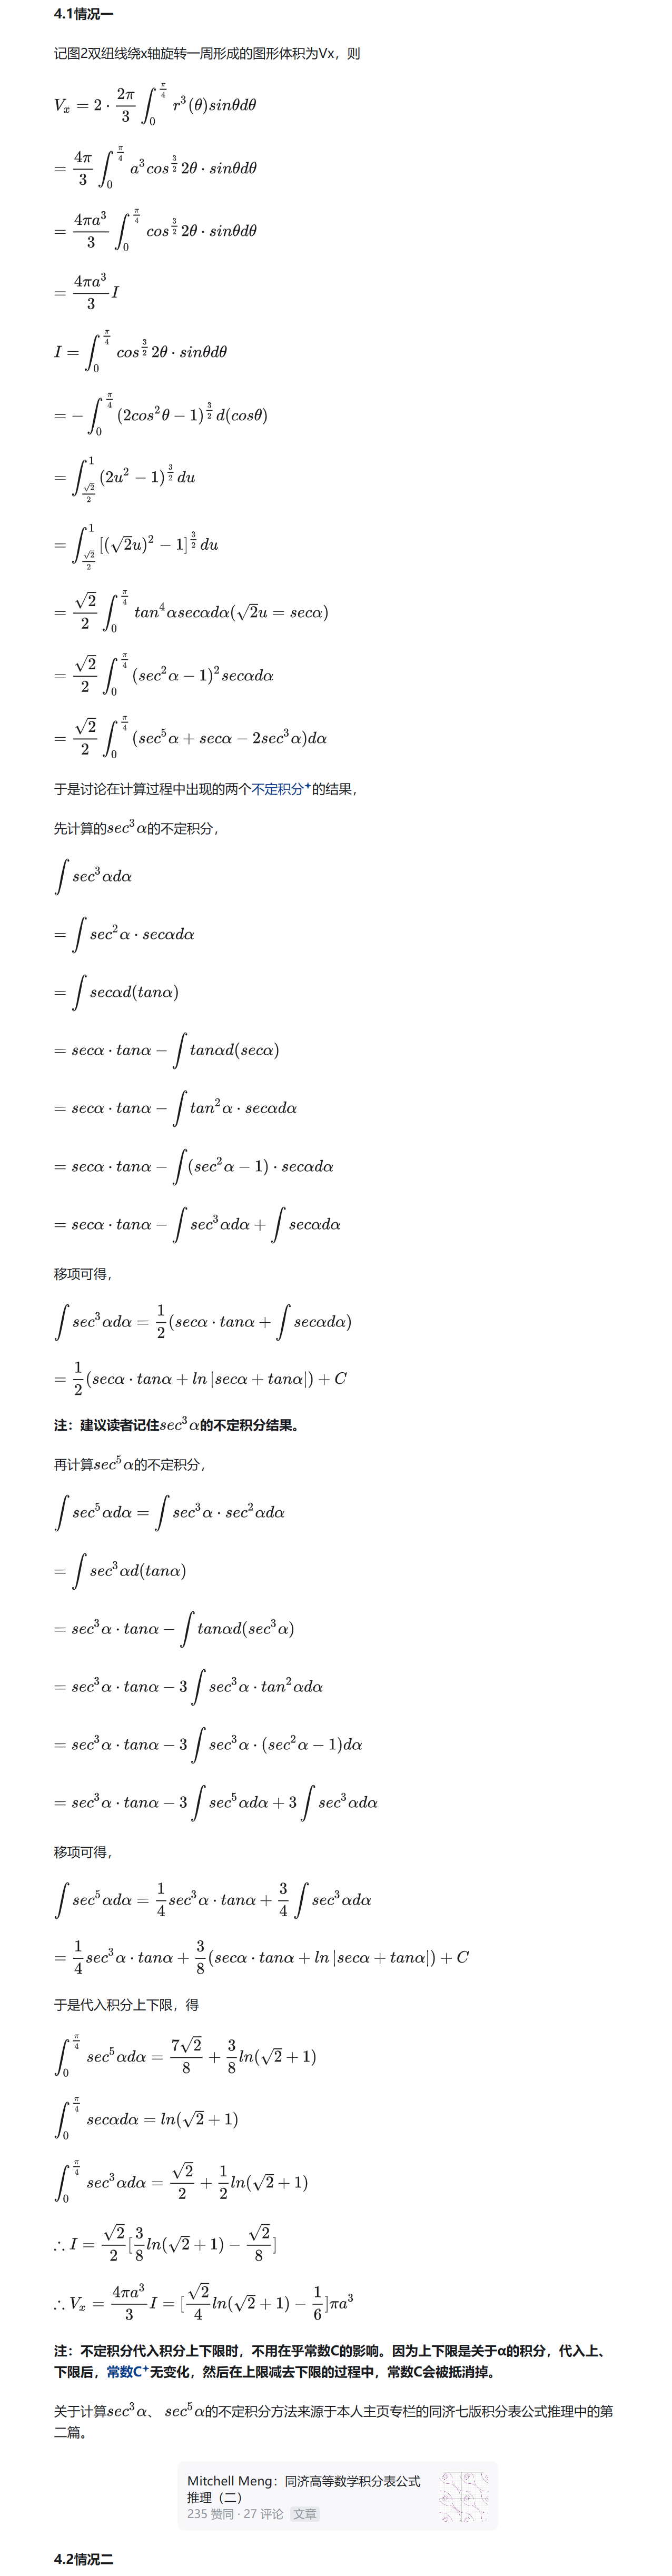 4.1情况一
记图2双纽线绕x轴旋转一周形成的图形体积为Vx，则
$V_x = 2 \cdot \frac{2\pi}{3} \int_0^{\frac{\pi}{4}} r^3(\theta) sin\theta d\theta$
$= \frac{4\pi}{3} \int_0^{\frac{\pi}{4}} a^3 cos^{\frac{3}{2}} 2\theta \cdot sin\theta d\theta$
$= \frac{4\pi a^3}{3} \int_0^{\frac{\pi}{4}} cos^{\frac{3}{2}} 2\theta \cdot sin\theta d\theta$
$= \frac{4\pi a^3}{3} I$
$I = \int_0^{\frac{\pi}{4}} cos^{\frac{3}{2}} 2\theta \cdot sin\theta d\theta$
$= -\int_0^{\frac{\pi}{4}} (2cos^2\theta - 1)^{\frac{3}{2}} d(cos\theta)$
$= \int_{\frac{\sqrt{2}}{2}}^1 (2u^2 - 1)^{\frac{3}{2}} du$
$= \int_{\frac{\sqrt{2}}{2}}^1 [(\sqrt{2}u)^2 - 1]^{\frac{3}{2}} du$
$= \frac{\sqrt{2}}{2} \int_0^{\frac{\pi}{4}} tan^4\alpha sec\alpha d\alpha (\sqrt{2}u = sec\alpha)$
$= \frac{\sqrt{2}}{2} \int_0^{\frac{\pi}{4}} (sec^2\alpha - 1)^2 sec\alpha d\alpha$
$= \frac{\sqrt{2}}{2} \int_0^{\frac{\pi}{4}} (sec^5\alpha + sec\alpha - 2sec^3\alpha) d\alpha$
于是讨论在计算过程中出现的两个不定积分的结果，
先计算的$sec^3\alpha$的不定积分，
$\int sec^3\alpha d\alpha$
$= \int sec^2\alpha \cdot sec\alpha d\alpha$
$= \int sec\alpha d(tan\alpha)$
$= sec\alpha \cdot tan\alpha - \int tan\alpha d(sec\alpha)$
$= sec\alpha \cdot tan\alpha - \int tan^2\alpha \cdot sec\alpha d\alpha$
$= sec\alpha \cdot tan\alpha - \int (sec^2\alpha - 1) \cdot sec\alpha d\alpha$
$= sec\alpha \cdot tan\alpha - \int sec^3\alpha d\alpha + \int sec\alpha d\alpha$
移项可得，
$\int sec^3\alpha d\alpha = \frac{1}{2}(sec\alpha \cdot tan\alpha + \int sec\alpha d\alpha)$
$= \frac{1}{2}(sec\alpha \cdot tan\alpha + ln|sec\alpha + tan\alpha|) + C$
注：建议读者记住$sec^3\alpha$的不定积分结果。
再计算$sec^5\alpha$的不定积分，
$\int sec^5\alpha d\alpha = \int sec^3\alpha \cdot sec^2\alpha d\alpha$
$= \int sec^3\alpha d(tan\alpha)$
$= sec^3\alpha \cdot tan\alpha - \int tan\alpha d(sec^3\alpha)$
$= sec^3\alpha \cdot tan\alpha - 3\int sec^3\alpha \cdot tan^2\alpha d\alpha$
$= sec^3\alpha \cdot tan\alpha - 3\int sec^3\alpha \cdot (sec^2\alpha - 1) d\alpha$
$= sec^3\alpha \cdot tan\alpha - 3\int sec^5\alpha d\alpha + 3\int sec^3\alpha d\alpha$
移项可得，
$\int sec^5\alpha d\alpha = \frac{1}{4}sec^3\alpha \cdot tan\alpha + \frac{3}{4}\int sec^3\alpha d\alpha$
$= \frac{1}{4}sec^3\alpha \cdot tan\alpha + \frac{3}{8}(sec\alpha \cdot tan\alpha + ln|sec\alpha + tan\alpha|) + C$
于是代入积分上下限，得
$\int_0^{\frac{\pi}{4}} sec^5\alpha d\alpha = \frac{7\sqrt{2}}{8} + \frac{3}{8}ln(\sqrt{2} + 1)$
$\int_0^{\frac{\pi}{4}} sec\alpha d\alpha = ln(\sqrt{2} + 1)$
$\int_0^{\frac{\pi}{4}} sec^3\alpha d\alpha = \frac{\sqrt{2}}{2} + \frac{1}{2}ln(\sqrt{2} + 1)$
$\therefore I = \frac{\sqrt{2}}{2}[\frac{3}{8}ln(\sqrt{2} + 1) - \frac{\sqrt{2}}{8}]$
$\therefore V_x = \frac{4\pi a^3}{3} I = [\frac{\sqrt{2}}{4}ln(\sqrt{2} + 1) - \frac{1}{6}]\pi a^3$
注：不定积分代入积分上下限时，不用在乎常数C的影响。因为上下限是关于α的积分，代入上、
下限后，常数C无变化，然后在上限减去下限的过程中，常数C会被抵消掉。
关于计算$sec^3\alpha$、 $sec^5\alpha$的不定积分方法来源于本人主页专栏的同济七版积分表公式推理中的第
二篇。
Mitchell Meng：同济高等数学积分表公式
推理（二）
235 赞同 · 27 评论 文章
4.2情况二